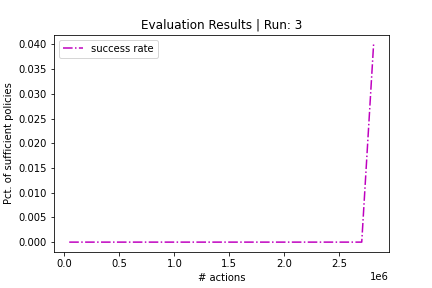 Evaluation Results | Run: 3
success rate
Pct. of sufficient policies
0.040
0.035
0.030
0.025
0.020
0.015
0.010
0.005
0.000
0.0 0.5 1.0 1.5 2.0 2.5
1e6
# actions